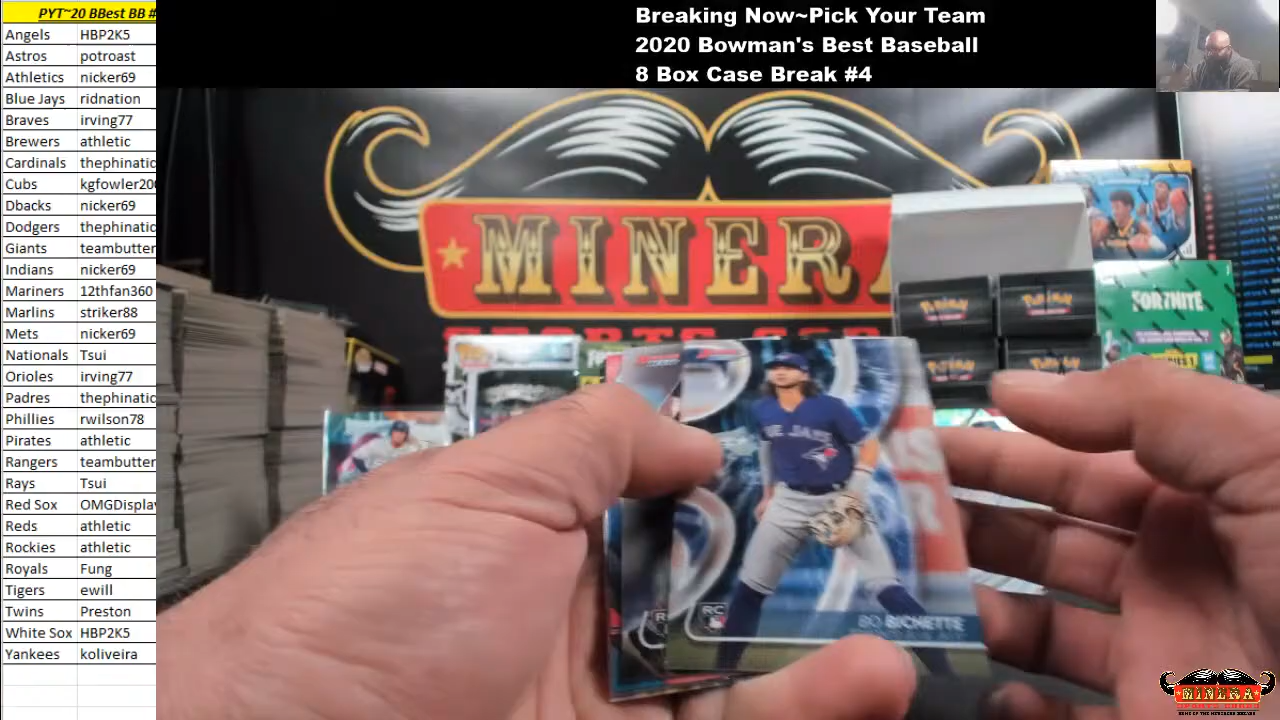 PYT~20 BBest BB #
Angels HBP2K5
Astros potroast
Athletics nicker69
Blue Jays ridnation
Braves irving77
Brewers athletic
Cardinals thephinatic
Cubs kgfowler20
Dbacks nicker69
Dodgers thephinatic
Giants teambutter
Indians nicker69
Mariners 12thfan360
Marlins striker88
Mets nicker69
Nationals Tsui
Orioles irving77
Padres thephinatic
Phillies rwilson78
Pirates athletic
Rangers teambutter
Rays Tsui
Red Sox OMGDisplay
Reds athletic
Rockies athletic
Royals Fung
Tigers ewill
Twins Preston
White Sox HBP2K5
Yankees koliveira
Breaking Now~Pick Your Team
2020 Bowman's Best Baseball
8 Box Case Break #4
MINERA
FORTNITE
RC
BO BICHETTE
MINERA